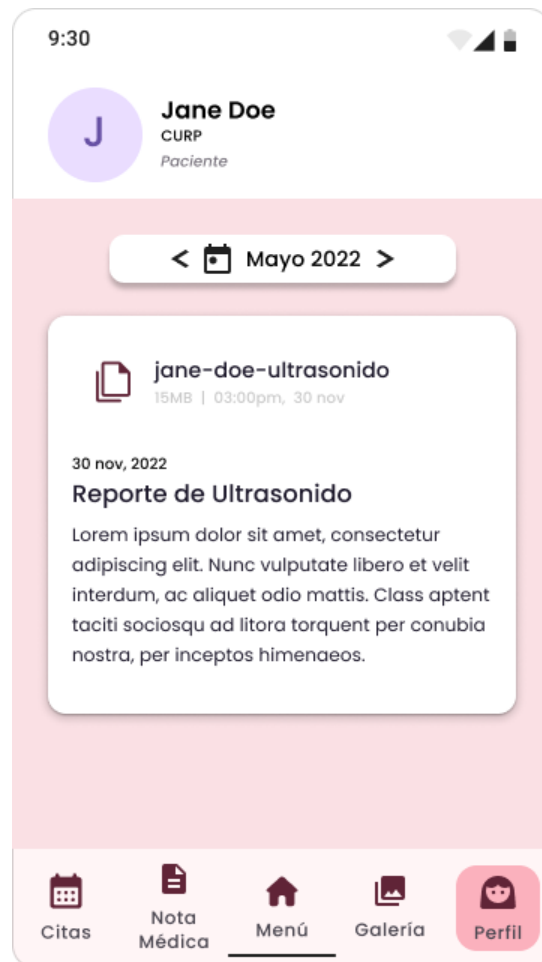 9:30
J
Jane Doe
CURP
Paciente
< Mayo 2022 >
jane-doe-ultrasonido
15MB | 03:00pm, 30 nov
30 nov, 2022
Reporte de Ultrasonido
Lorem ipsum dolor sit amet, consectetur
adipiscing elit. Nunc vulputate libero et velit
interdum, ac aliquet odio mattis. Class aptent
taciti sociosqu ad litora torquent per conubia
nostra, per inceptos himenaeos.
Citas
Nota
Médica
Menú
Galería
Perfil